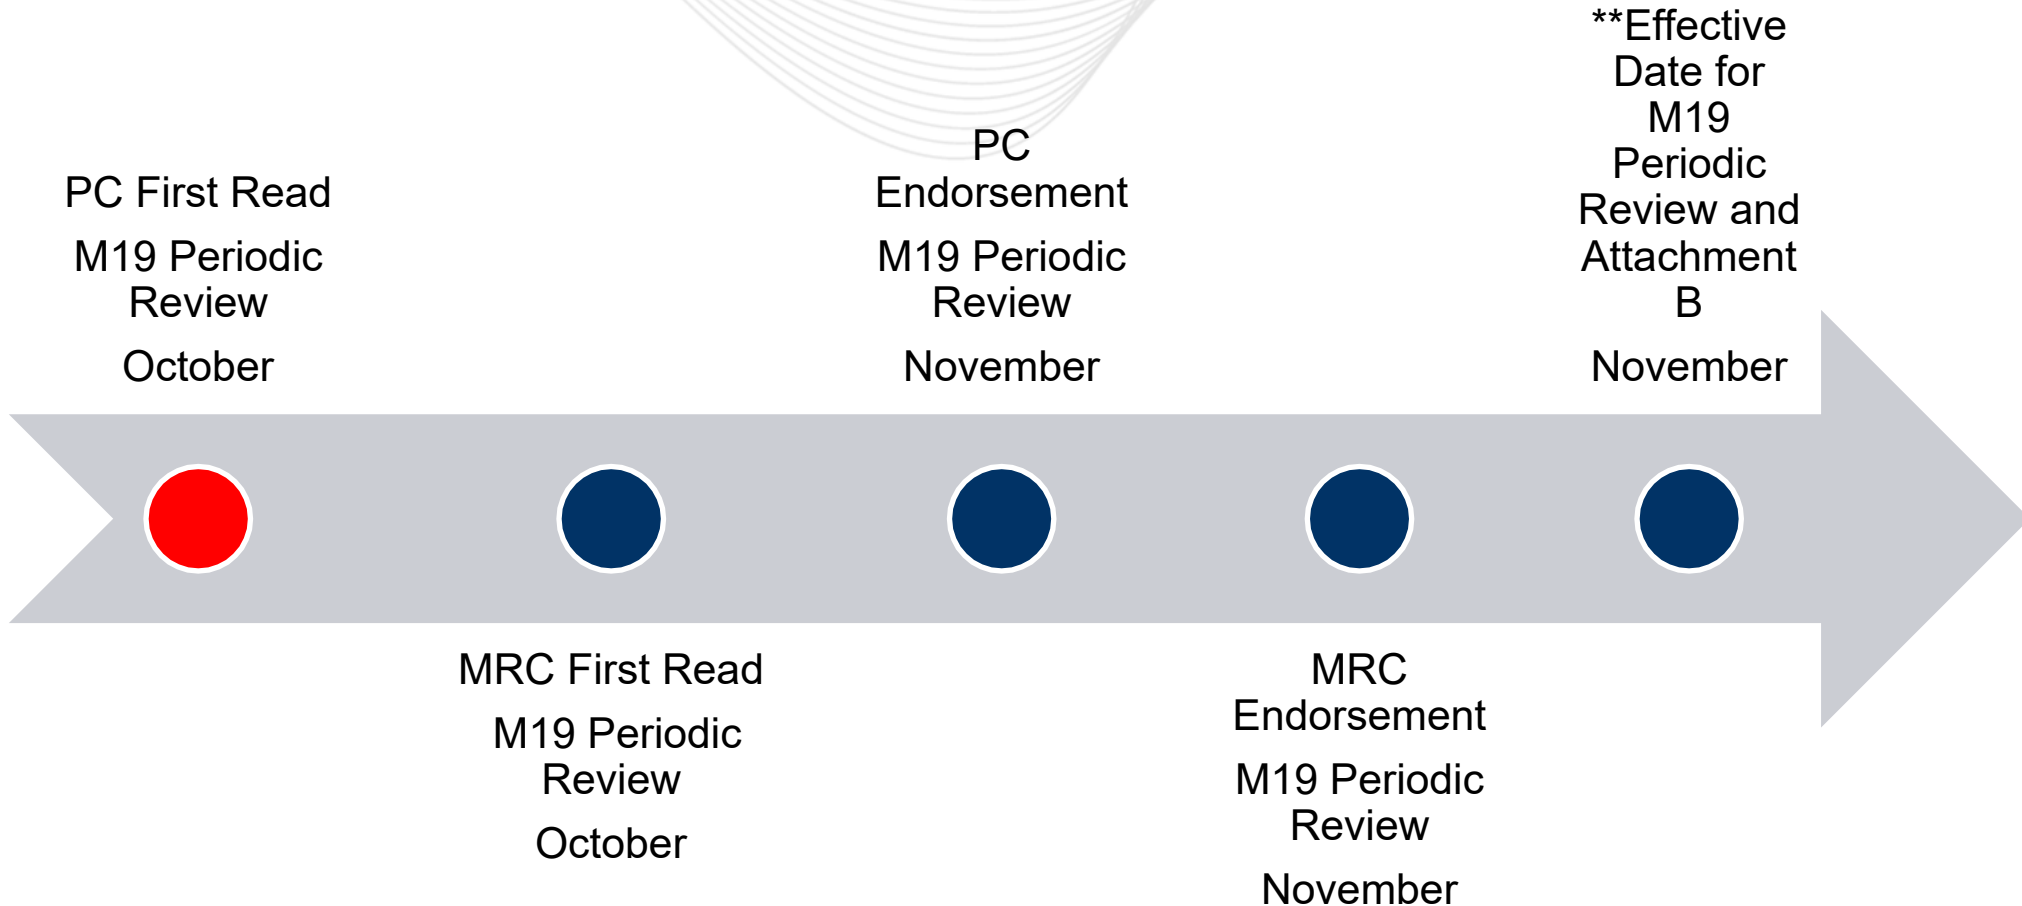 PC First Read
M19 Periodic
Review
October
MRC First Read
M19 Periodic
Review
October
PC
Endorsement
M19 Periodic
Review
November
MRC
Endorsement
M19 Periodic
Review
November
**Effective
Date for
M19
Periodic
Review and
Attachment
B
November